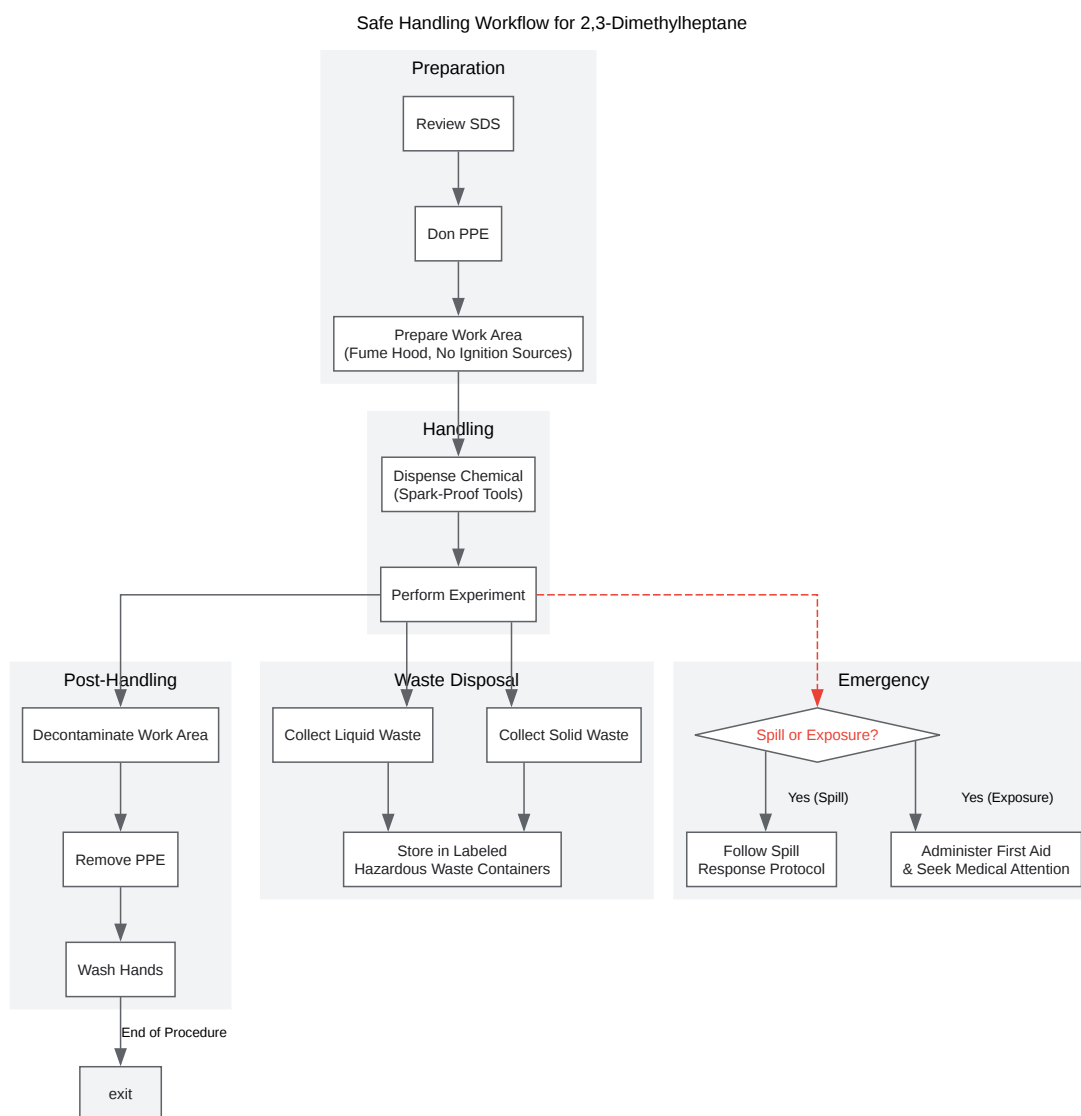 Safe Handling Workflow for 2,3-Dimethylheptane
Preparation
Review SDS
Don PPE
Prepare Work Area
(Fume Hood, No Ignition Sources)
Handling
Dispense Chemical
(Spark-Proof Tools)
Perform Experiment
Post-Handling
Decontaminate Work Area
Remove PPE
Wash Hands
End of Procedure
exit
Waste Disposal
Collect Liquid Waste
Collect Solid Waste
Store in Labeled
Hazardous Waste Containers
Emergency
Spill or Exposure?
Yes (Spill)
Yes (Exposure)
Follow Spill
Response Protocol
Administer First Aid
& Seek Medical Attention